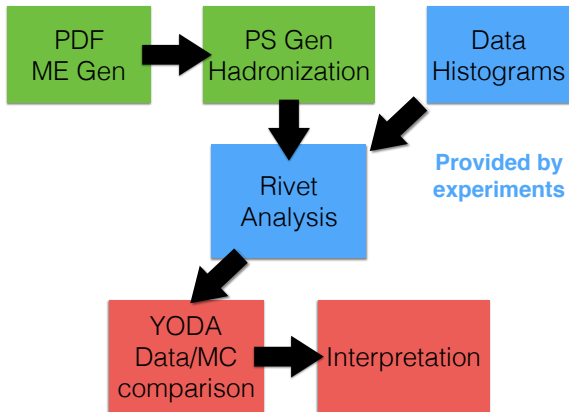 PDF
ME Gen
PS Gen
Hadronization
Data
Histograms
Provided by
experiments
Rivet
Analysis
YODA
Data/MC
comparison
Interpretation